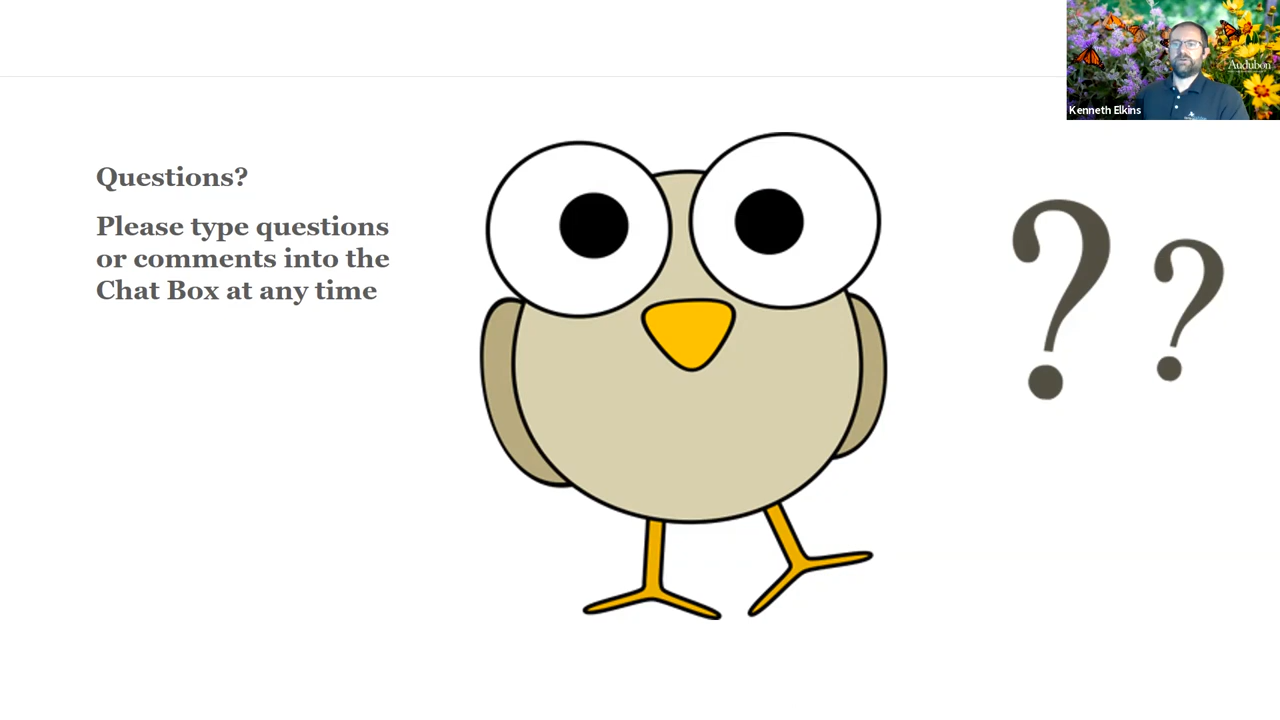 Questions?
Please type questions
or comments into the
Chat Box at any time
? ?
Audubon
Kenneth Elkins